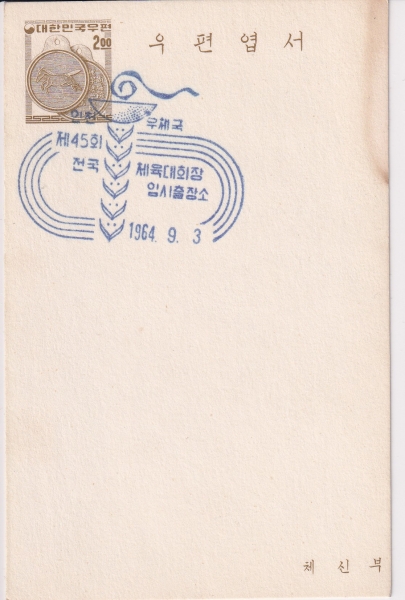 대한민국우편
2.00
우편엽서
인천 우체국
제45회
전국 체육대회장
임시출장소
1964. 9. 3
체신부